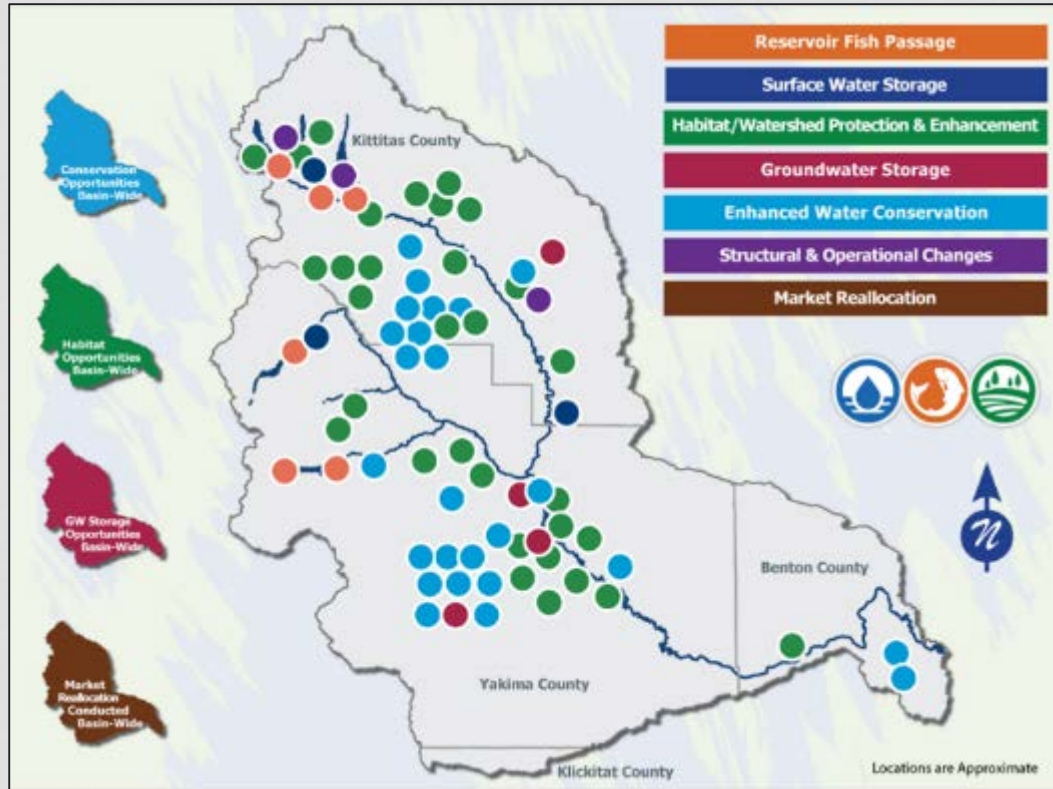 Reservoir Fish Passage
Surface Water Storage
Habitat/Watershed Protection & Enhancement
Groundwater Storage
Enhanced Water Conservation
Structural & Operational Changes
Market Reallocation
Conservation
Opportunities
Basin-Wide
Habitat
Opportunities
Basin-Wide
GW Storage
Opportunities
Basin-Wide
Market
Reallocation
Conducted
Basin-Wide
Kittitas County
Benton County
Yakima County
Klickitat County
N
Locations are Approximate